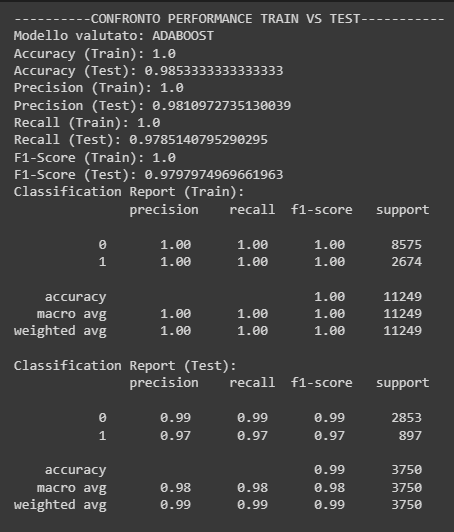 ----------CONFRONTO PERFORMANCE TRAIN VS TEST-----------
Modello valutato: ADABOOST
Accuracy (Train): 1.0
Accuracy (Test): 0.9853333333333333
Precision (Train): 1.0
Precision (Test): 0.9810972735130039
Recall (Train): 1.0
Recall (Test): 0.9785140795290295
F1-Score (Train): 1.0
F1-Score (Test): 0.9797974969661963
Classification Report (Train):
precision recall f1-score support
0 1.00 1.00 1.00 8575
1 1.00 1.00 1.00 2674
accuracy 1.00 11249
macro avg 1.00 1.00 1.00 11249
weighted avg 1.00 1.00 1.00 11249
Classification Report (Test):
precision recall f1-score support
0 0.99 0.99 0.99 2853
1 0.97 0.97 0.97 897
accuracy 0.99 3750
macro avg 0.98 0.98 0.98 3750
weighted avg 0.99 0.99 0.99 3750